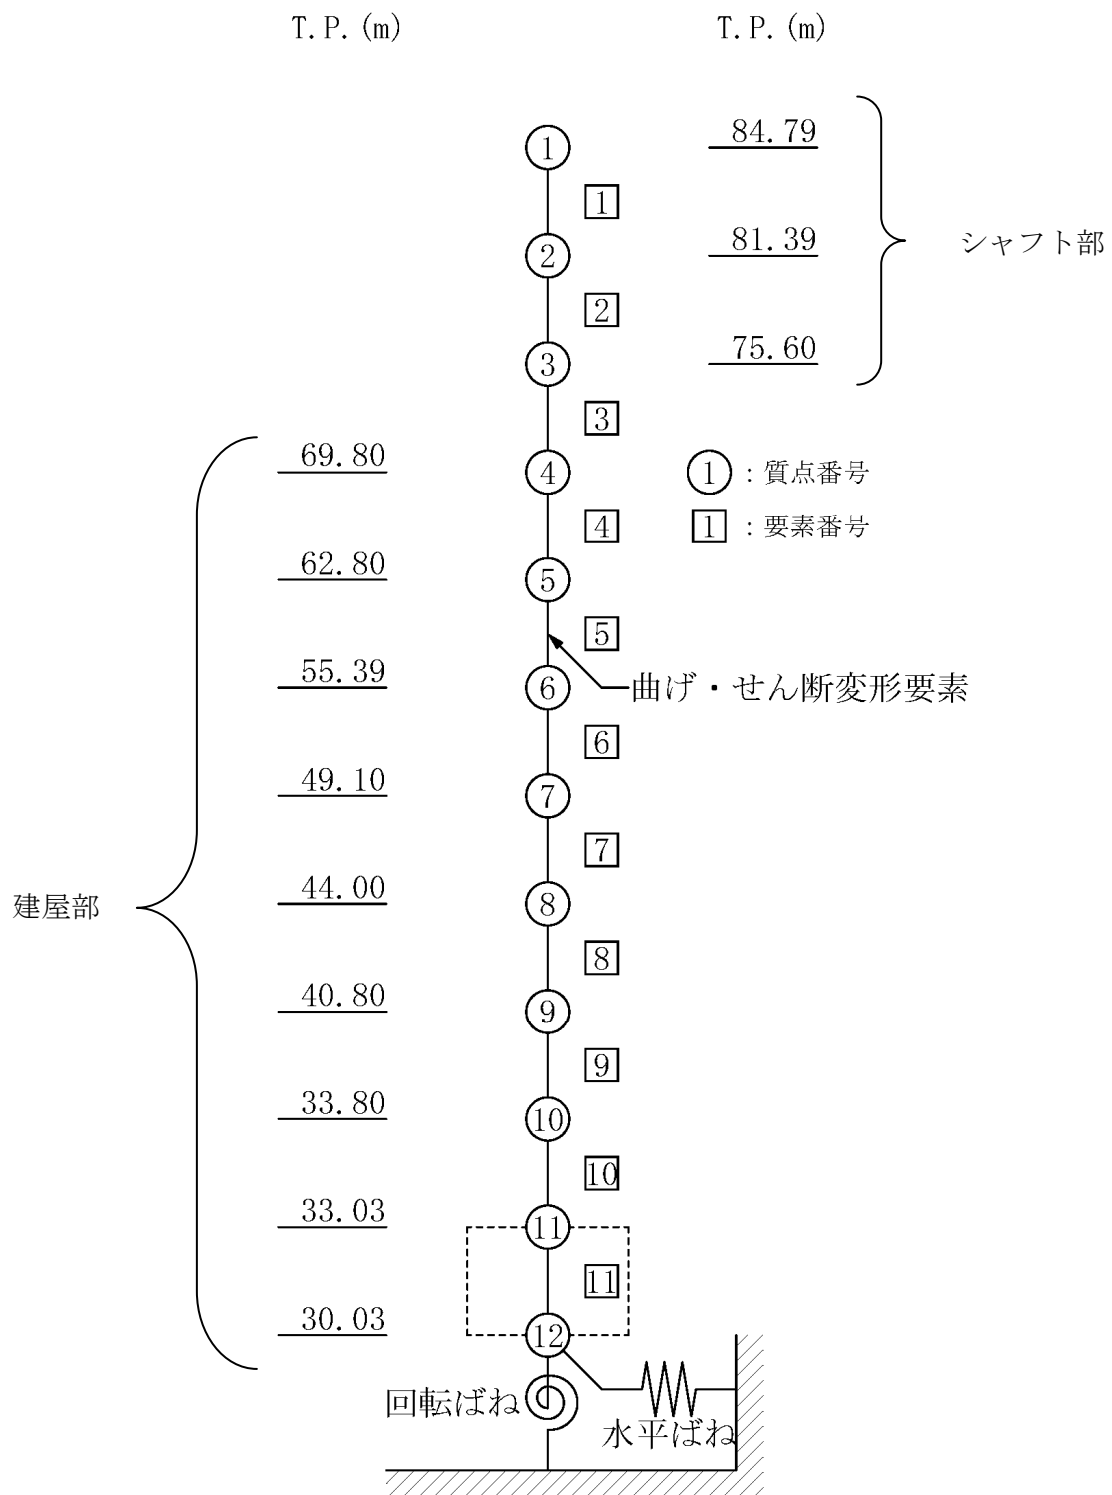 T.P.(m) T.P.(m)
① 84.79
1
② 81.39
シャフト部
2
③ 75.60
3
69.80 ④ ① :質点番号
4 1 :要素番号
62.80 ⑤
5
55.39 ⑥ 曲げ・せん断変形要素
6
49.10 ⑦
7
44.00 ⑧
建屋部
8
40.80 ⑨
9
33.80 ⑩
10
33.03 ⑪
11
30.03 ⑫
回転ばね
水平ばね